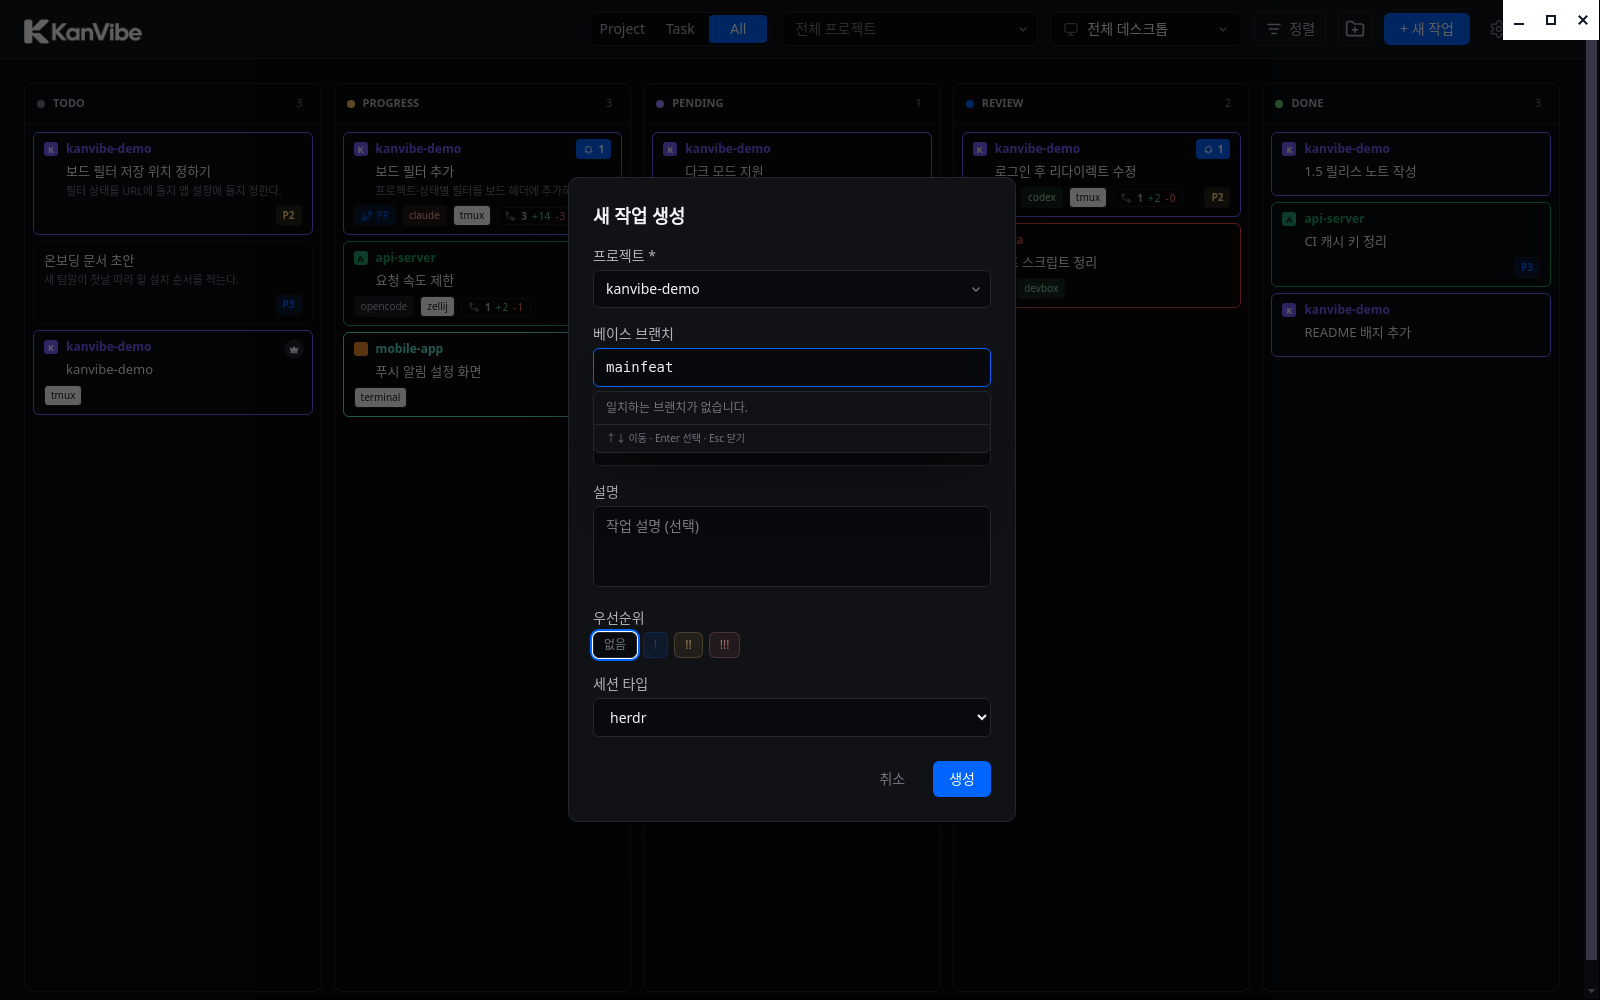 KanVibe
Project Task All
전체 프로젝트
전체 데스크톱
정렬
+ 새 작업
TODO 3
kanvibe-demo
보드 필터 저장 위치 정하기
필터 상태를 URL에 둘지 앱 설정에 둘지 정한다.
P2
온보딩 문서 초안
새 팀원이 첫날 따라 할 설치 순서를 적는다.
P3
kanvibe-demo
kanvibe-demo
tmux
PROGRESS 3
kanvibe-demo 1
보드 필터 추가
PR claude tmux 3 +14 -3
api-server
요청 속도 제한
opencode zellij 1 +2 -1
mobile-app
푸시 알림 설정 화면
terminal
PENDING 1
kanvibe-demo
다크 모드 지원
REVIEW 2
kanvibe-demo 1
로그인 후 리다이렉트 수정
codex tmux 1 +2 -0 P2
스크립트 정리
devbox
DONE 3
kanvibe-demo
1.5 릴리스 노트 작성
api-server
CI 캐시 키 정리
P3
kanvibe-demo
README 배지 추가
새 작업 생성
프로젝트 *
kanvibe-demo
베이스 브랜치
mainfeat
일치하는 브랜치가 없습니다.
↑↓ 이동 · Enter 선택 · Esc 닫기
설명
작업 설명 (선택)
우선순위
없음 ! !! !!!
세션 타입
herdr
취소 생성